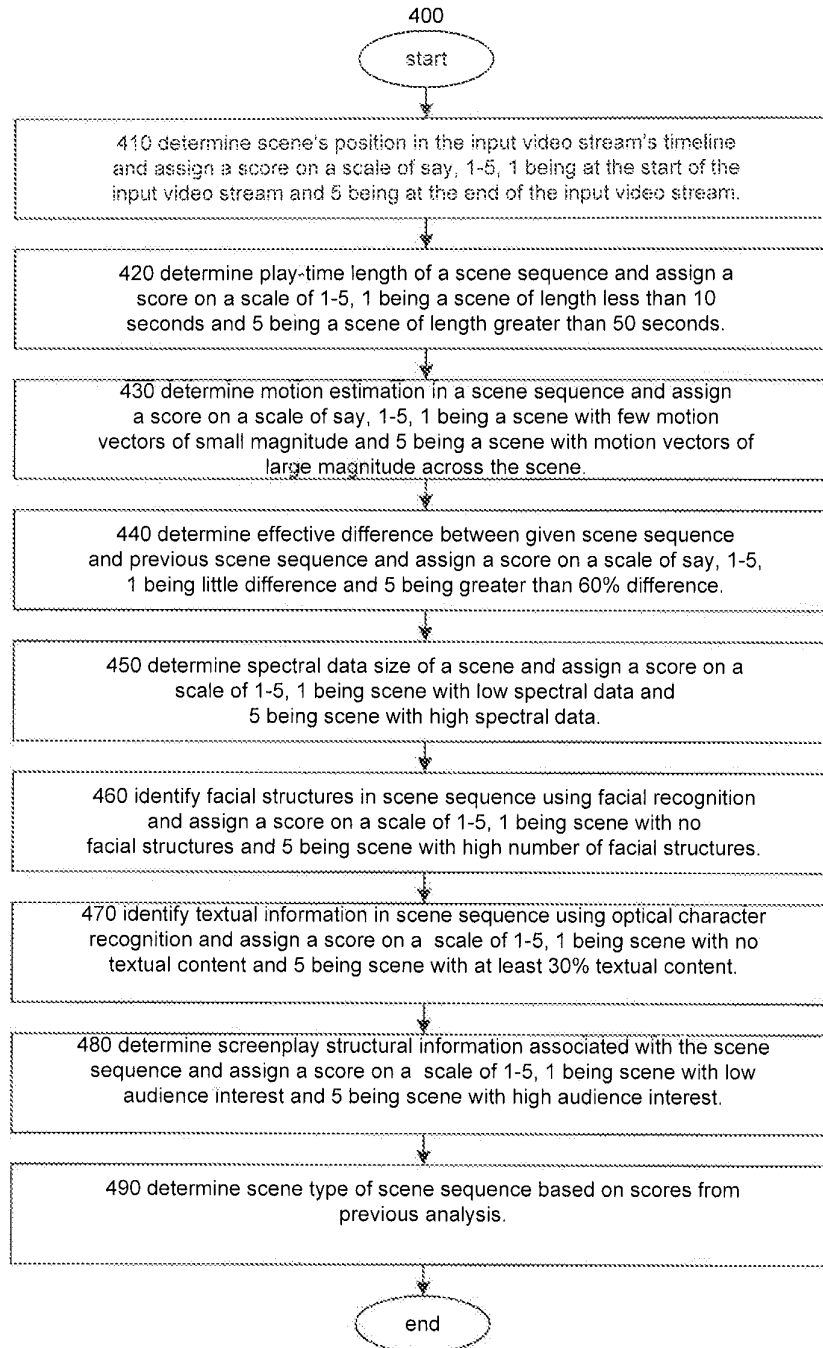 400
start
410 determine scene's position in the input video stream's timeline
and assign a score on a scale of say, 1-5, 1 being at the start of the
input video stream and 5 being at the end of the input video stream.
420 determine play-time length of a scene sequence and assign a
score on a scale of 1-5, 1 being a scene of length less than 10
seconds and 5 being a scene of length greater than 50 seconds.
430 determine motion estimation in a scene sequence and assign
a score on a scale of say, 1-5, 1 being a scene with few motion
vectors of small magnitude and 5 being a scene with motion vectors of
large magnitude across the scene.
440 determine effective difference between given scene sequence
and previous scene sequence and assign a score on a scale of say, 1-5,
1 being little difference and 5 being greater than 60% difference.
450 determine spectral data size of a scene and assign a score on a
scale of 1-5, 1 being scene with low spectral data and
5 being scene with high spectral data.
460 identify facial structures in scene sequence using facial recognition
and assign a score on a scale of 1-5, 1 being scene with no
facial structures and 5 being scene with high number of facial structures.
470 identify textual information in scene sequence using optical character
recognition and assign a score on a scale of 1-5, 1 being scene with no
textual content and 5 being scene with at least 30% textual content.
480 determine screenplay structural information associated with the scene
sequence and assign a score on a scale of 1-5, 1 being scene with low
audience interest and 5 being scene with high audience interest.
490 determine scene type of scene sequence based on scores from
previous analysis.
end